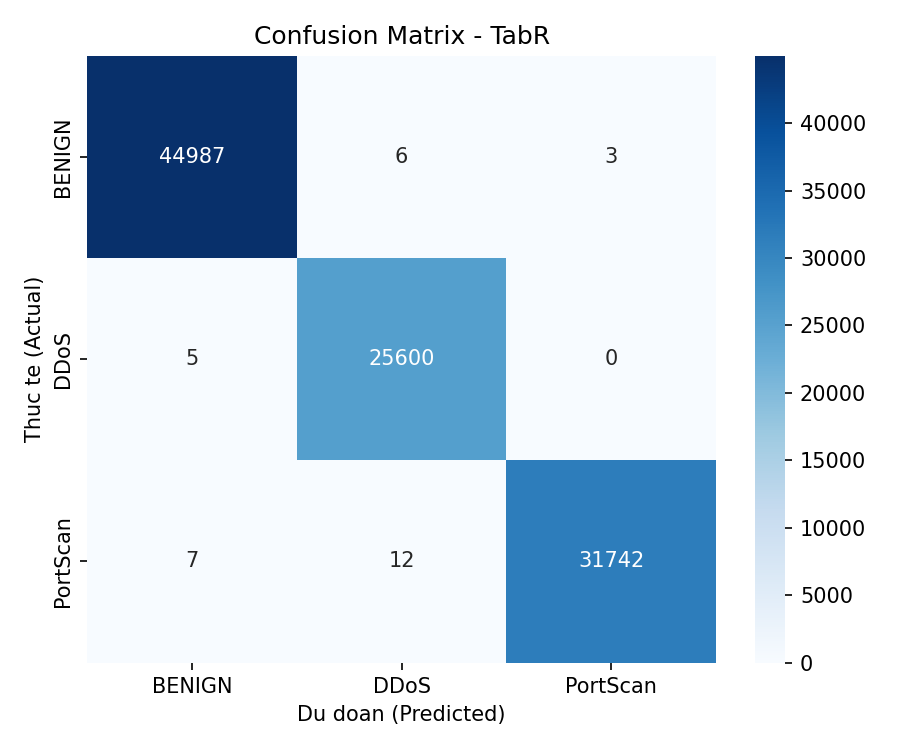 Confusion Matrix - TabR
Thuc te (Actual)
BENIGN
44987 6 3
DDoS
5 25600 0
PortScan
7 12 31742
BENIGN DDoS PortScan
Du doan (Predicted)
40000
35000
30000
25000
20000
15000
10000
5000
0